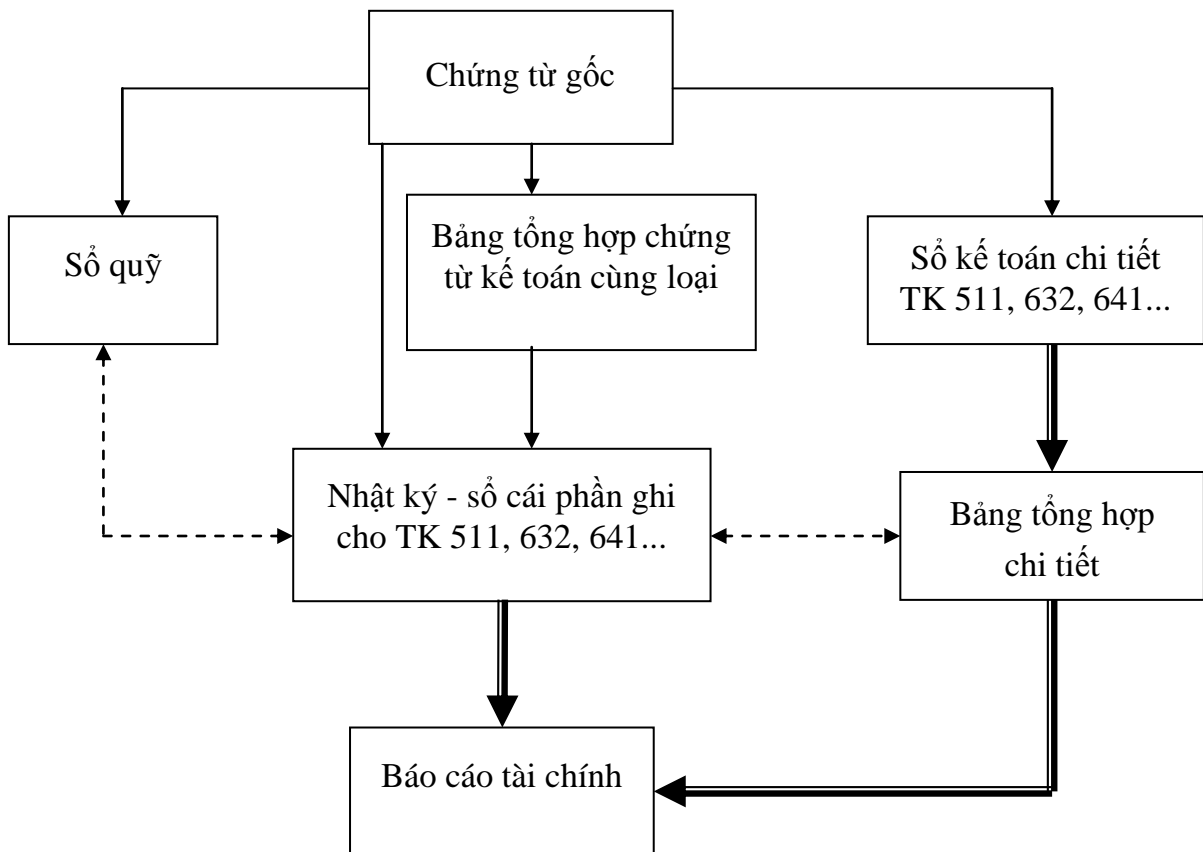 Chứng từ gốc
Sổ quỹ
Bảng tổng hợp chứng
từ kế toán cùng loại
Sổ kế toán chi tiết
TK 511, 632, 641...
Nhật ký - sổ cái phần ghi
cho TK 511, 632, 641...
Bảng tổng hợp
chi tiết
Báo cáo tài chính